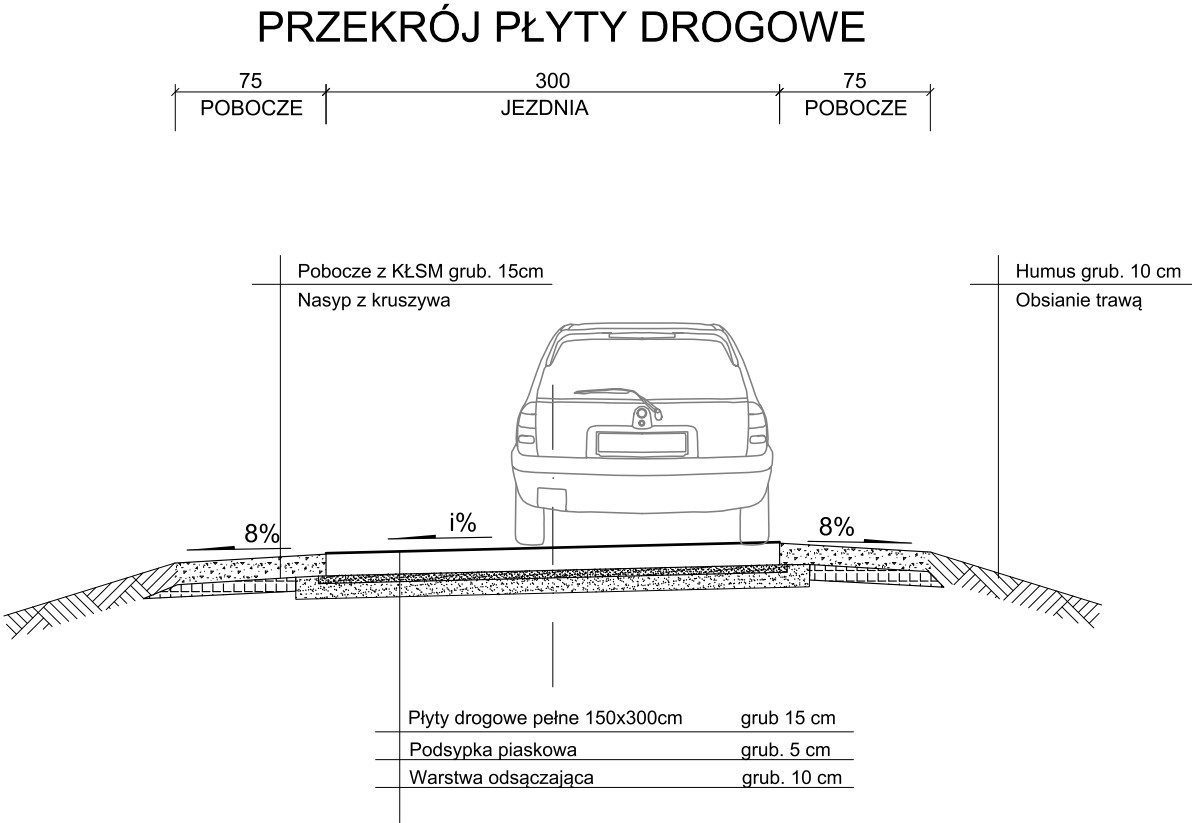 PRZEKRÓJ PŁYTY DROGOWE
75 300 75
POBOCZE JEZDNIA POBOCZE
Pobocze z KŁSM grub. 15cm
Nasyp z kruszywa
Humus grub. 10 cm
Obsianie trawą
8% i% 8%
Płyty drogowe pełne 150x300cm grub 15 cm
Podsypka piaskowa grub. 5 cm
Warstwa odsączająca grub. 10 cm